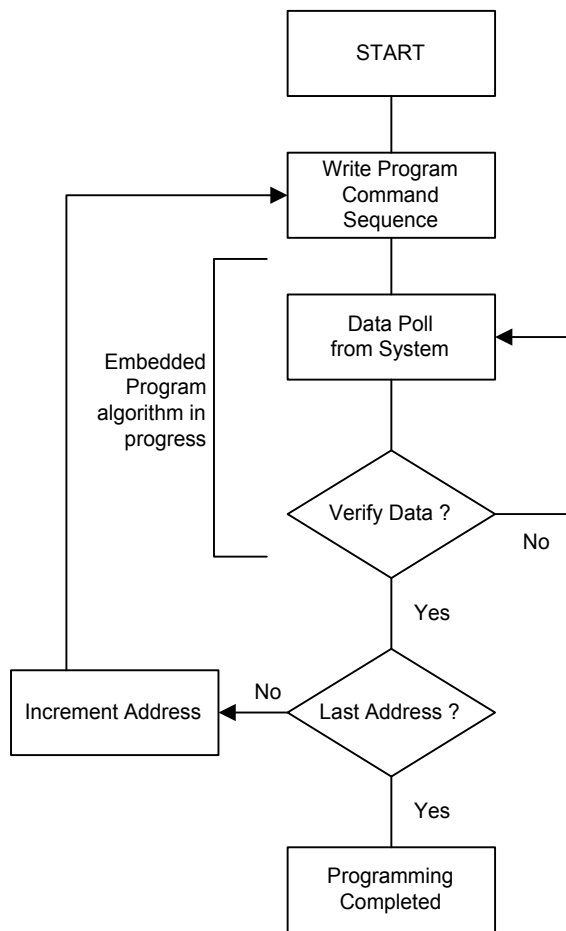 START
Write Program
Command
Sequence
Data Poll
from System
Embedded
Program
algorithm in
progress
Verify Data ?
No
Yes
No
Increment Address
Last Address ?
Yes
Programming
Completed